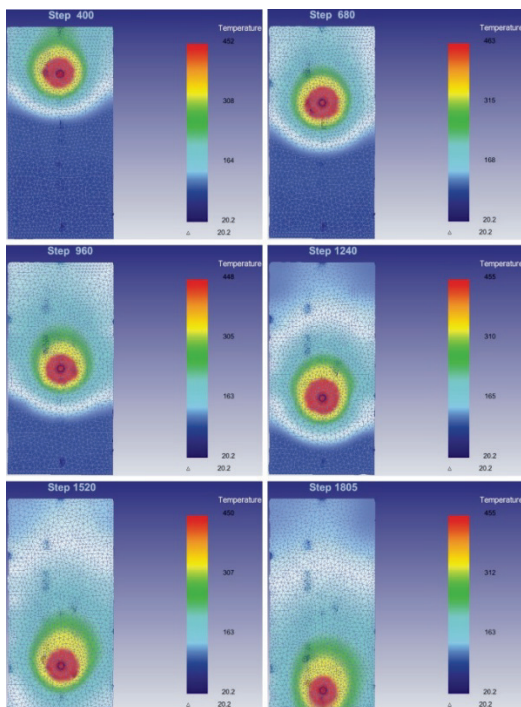 Step 400
Temperature
452
308
164
20.2
20.2
Step 680
Temperature
463
315
168
20.2
20.2
Step 960
Temperature
448
305
163
20.2
20.2
Step 1240
Temperature
455
310
165
20.2
20.2
Step 1520
Temperature
450
307
163
20.2
20.2
Step 1805
Temperature
455
312
163
20.2
20.2